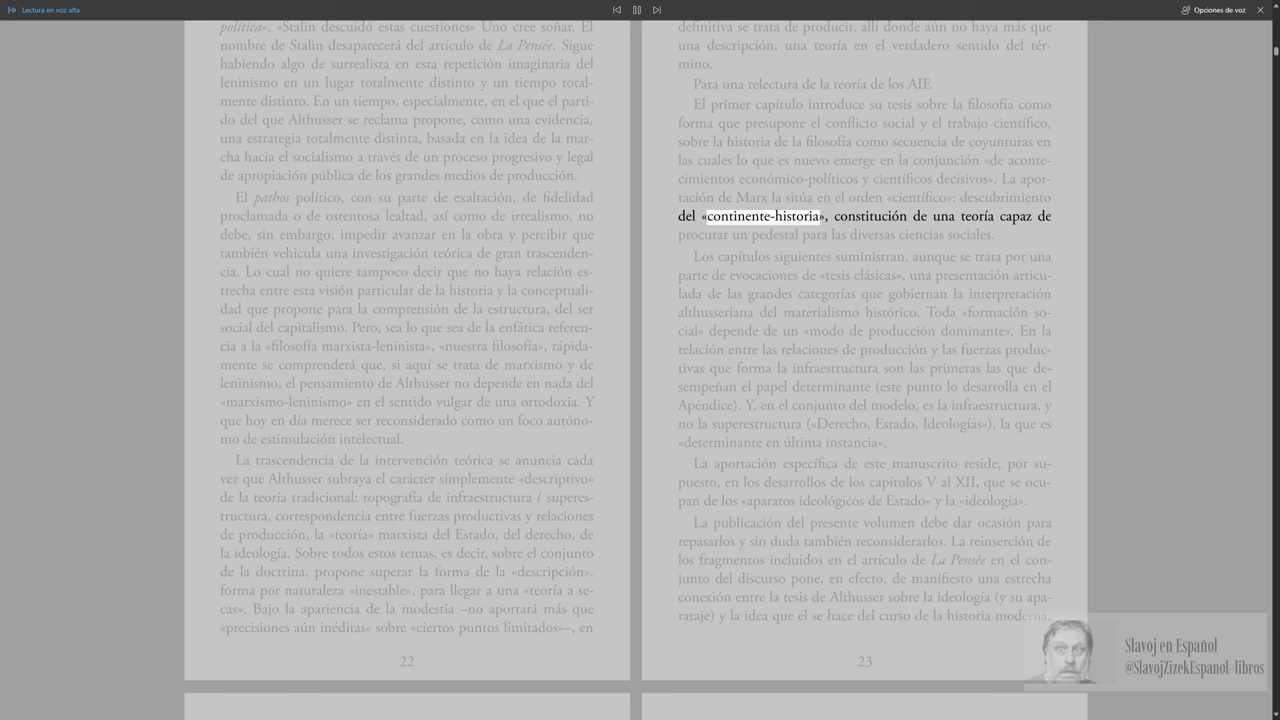 Lectura en voz alta
Opciones de voz
política». «Stalin descuidó estas cuestiones» Uno cree soñar. El
nombre de Stalin desaparecerá del artículo de La Pensée. Sigue
habiendo algo de surrealista en esta repetición imaginaria del
leninismo en un lugar totalmente distinto y un tiempo total-
mente distinto. En un tiempo, especialmente, en el que el parti-
do del que Althusser se reclama propone, como una evidencia,
una estrategia totalmente distinta, basada en la idea de la mar-
cha hacia el socialismo a través de un proceso progresivo y legal
de apropiación pública de los grandes medios de producción.
El pathos político, con su parte de exaltación, de fidelidad
proclamada o de ostentosa lealtad, así como de irrealismo, no
debe, sin embargo, impedir avanzar en la obra y percibir que
también vehicula una investigación teórica de gran trascenden-
cia. Lo cual no quiere tampoco decir que no haya relación es-
trecha entre esta visión particular de la historia y la conceptuali-
dad que propone para la comprensión de la estructura, del ser
social del capitalismo. Pero, sea lo que sea de la enfática referen-
cia a la «filosofía marxista-leninista», «nuestra filosofía», rápida-
mente se comprenderá que, si aquí se trata de marxismo y de
leninismo, el pensamiento de Althusser no depende en nada del
«marxismo-leninismo» en el sentido vulgar de una ortodoxia. Y
que hoy en día merece ser reconsiderado como un foco autóno-
mo de estimulación intelectual.
La trascendencia de la intervención teórica se anuncia cada
vez que Althusser subraya el carácter simplemente «descriptivo»
de la teoría tradicional: topografía de infraestructura / superes-
tructura, correspondencia entre fuerzas productivas y relaciones
de producción, la «teoría» marxista del Estado, del derecho, de
la ideología. Sobre todos estos temas, es decir, sobre el conjunto
de la doctrina, propone superar la forma de la «descripción»,
forma por naturaleza «inestable», para llegar a una «teoría a se-
cas». Bajo la apariencia de la modestia –no aportará más que
«precisiones aún inéditas» sobre «ciertos puntos limitados»–, en
22
definitiva se trata de producir, allí donde aún no haya más que
una descripción, una teoría en el verdadero sentido del tér-
mino.
Para una relectura de la teoría de los AIE
El primer capítulo introduce su tesis sobre la filosofía como
forma que presupone el conflicto social y el trabajo científico,
sobre la historia de la filosofía como secuencia de coyunturas en
las cuales lo que es nuevo emerge en la conjunción «de aconte-
cimientos económico-políticos y científicos decisivos». La apor-
tación de Marx la sitúa en el orden «científico»: descubrimiento
del «continente-historia», constitución de una teoría capaz de
procurar un pedestal para las diversas ciencias sociales.
Los capítulos siguientes suministran, aunque se trata por una
parte de evocaciones de «tesis clásicas», una presentación articu-
lada de las grandes categorías que gobiernan la interpretación
althusseriana del materialismo histórico. Toda «formación so-
cial» depende de un «modo de producción dominante». En la
relación entre las relaciones de producción y las fuerzas produc-
tivas que forma la infraestructura son las primeras las que de-
sempeñan el papel determinante (este punto lo desarrolla en el
Apéndice). Y, en el conjunto del modelo, es la infraestructura, y
no la superestructura («Derecho, Estado, Ideologías»), la que es
«determinante en última instancia».
La aportación específica de este manuscrito reside, por su-
puesto, en los desarrollos de los capítulos V al XII, que se ocu-
pan de los «aparatos ideológicos de Estado» y la «ideología».
La publicación del presente volumen debe dar ocasión para
repasarlos y sin duda también reconsiderarlos. La reinserción de
los fragmentos incluidos en el artículo de La Pensée en el con-
junto del discurso pone, en efecto, de manifiesto una estrecha
conexión entre la tesis de Althusser sobre la ideología (y su apa-
rataje) y la idea que él se hace del curso de la historia moderna.
23
Slavoj en Español
@SlavojZizekEspanol-libros